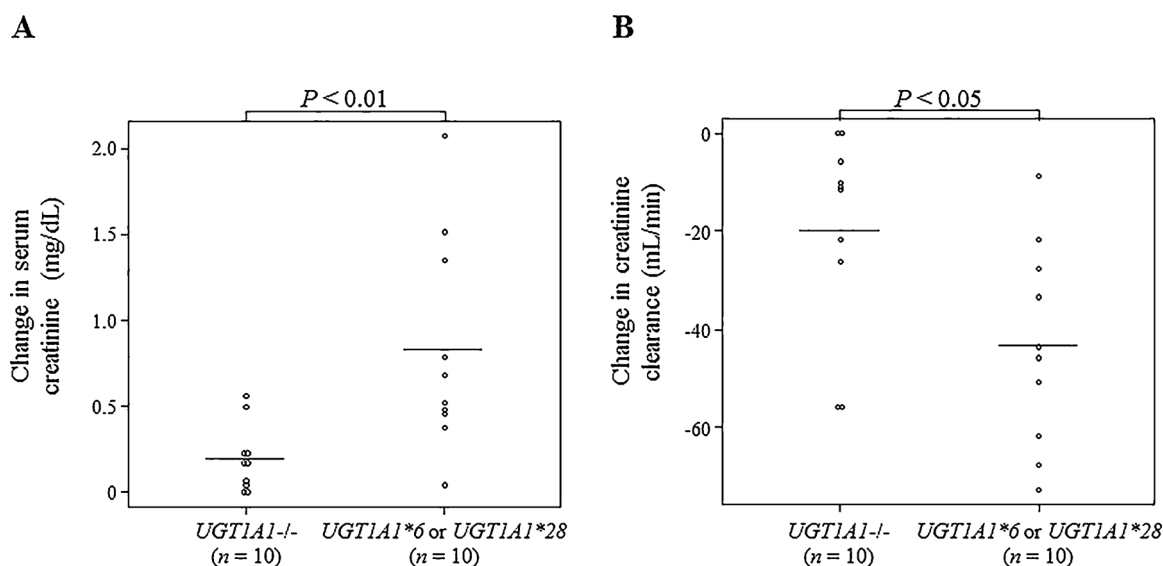 A
P < 0.01
Change in serum
creatinine (mg/dL)
2.0
1.5
1.0
0.5
0
UGT1A1-/-
(n = 10)
UGT1A1*6 or UGT1A1*28
(n = 10)
B
P < 0.05
Change in creatinine
clearance (mL/min)
0
-20
-40
-60
UGT1A1-/-
(n = 10)
UGT1A1*6 or UGT1A1*28
(n = 10)